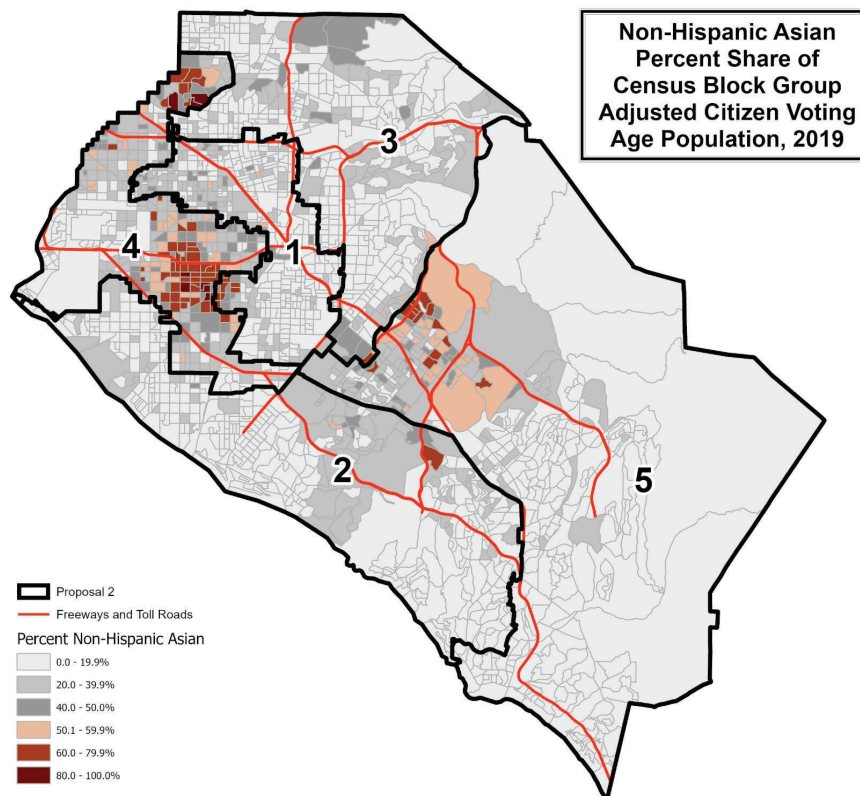 Non-Hispanic Asian
Percent Share of
Census Block Group
Adjusted Citizen Voting
Age Population, 2019
3
4
1
2
5
Proposal 2
Freeways and Toll Roads
Percent Non-Hispanic Asian
0.0 - 19.9%
20.0 - 39.9%
40.0 - 50.0%
50.1 - 59.9%
60.0 - 79.9%
80.0 - 100.0%